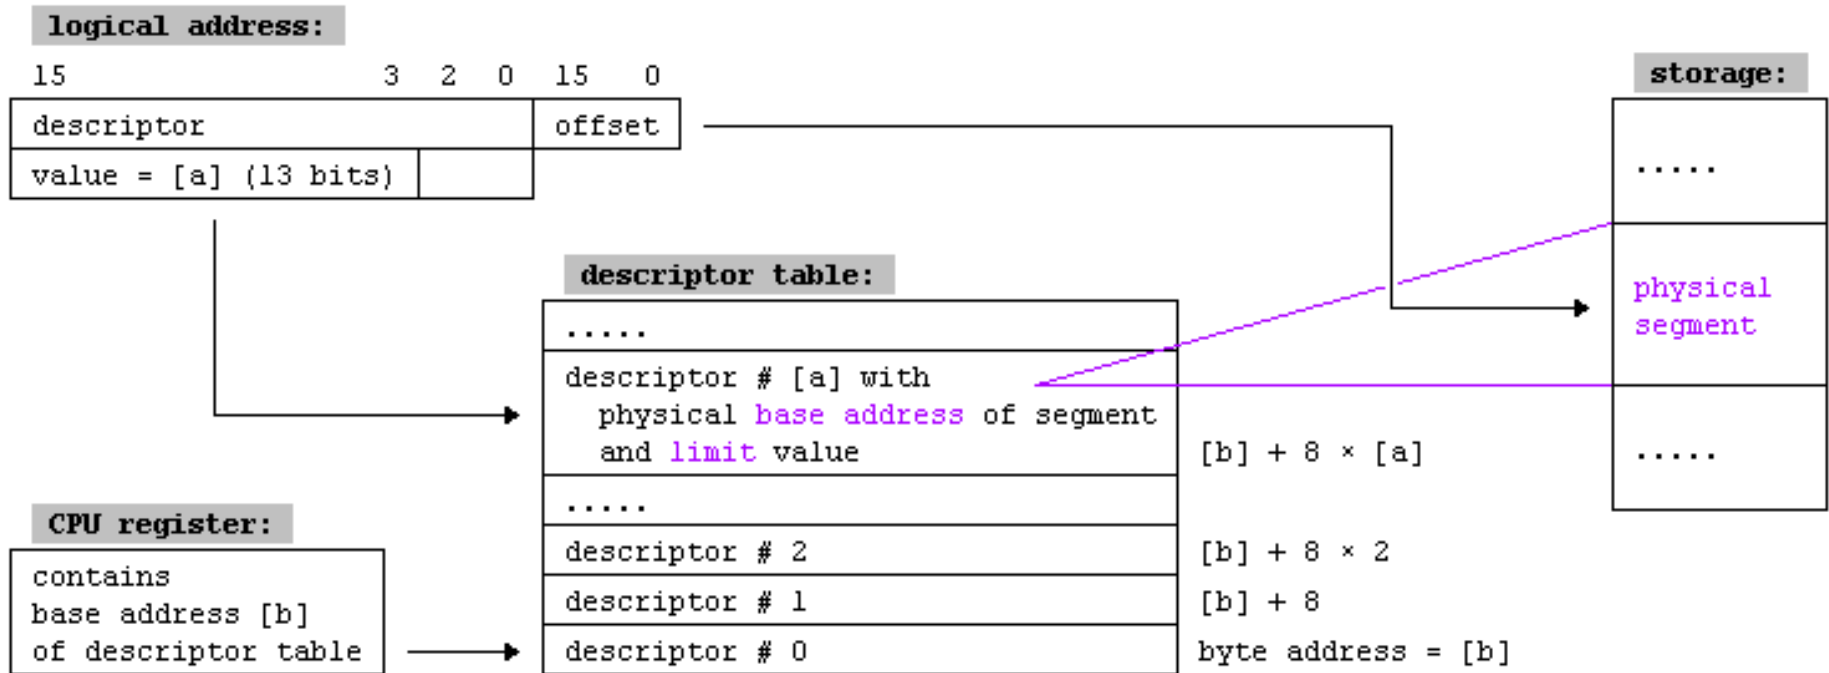 logical address:
15 3 2 0 15 0
descriptor offset
value = [a] (13 bits)
storage:
.....
physical
segment
.....
descriptor table:
.....
descriptor # [a] with
physical base address of segment
and limit value [b] + 8 × [a]
.....
descriptor # 2 [b] + 8 × 2
descriptor # 1 [b] + 8
descriptor # 0 byte address = [b]
CPU register:
contains
base address [b]
of descriptor table